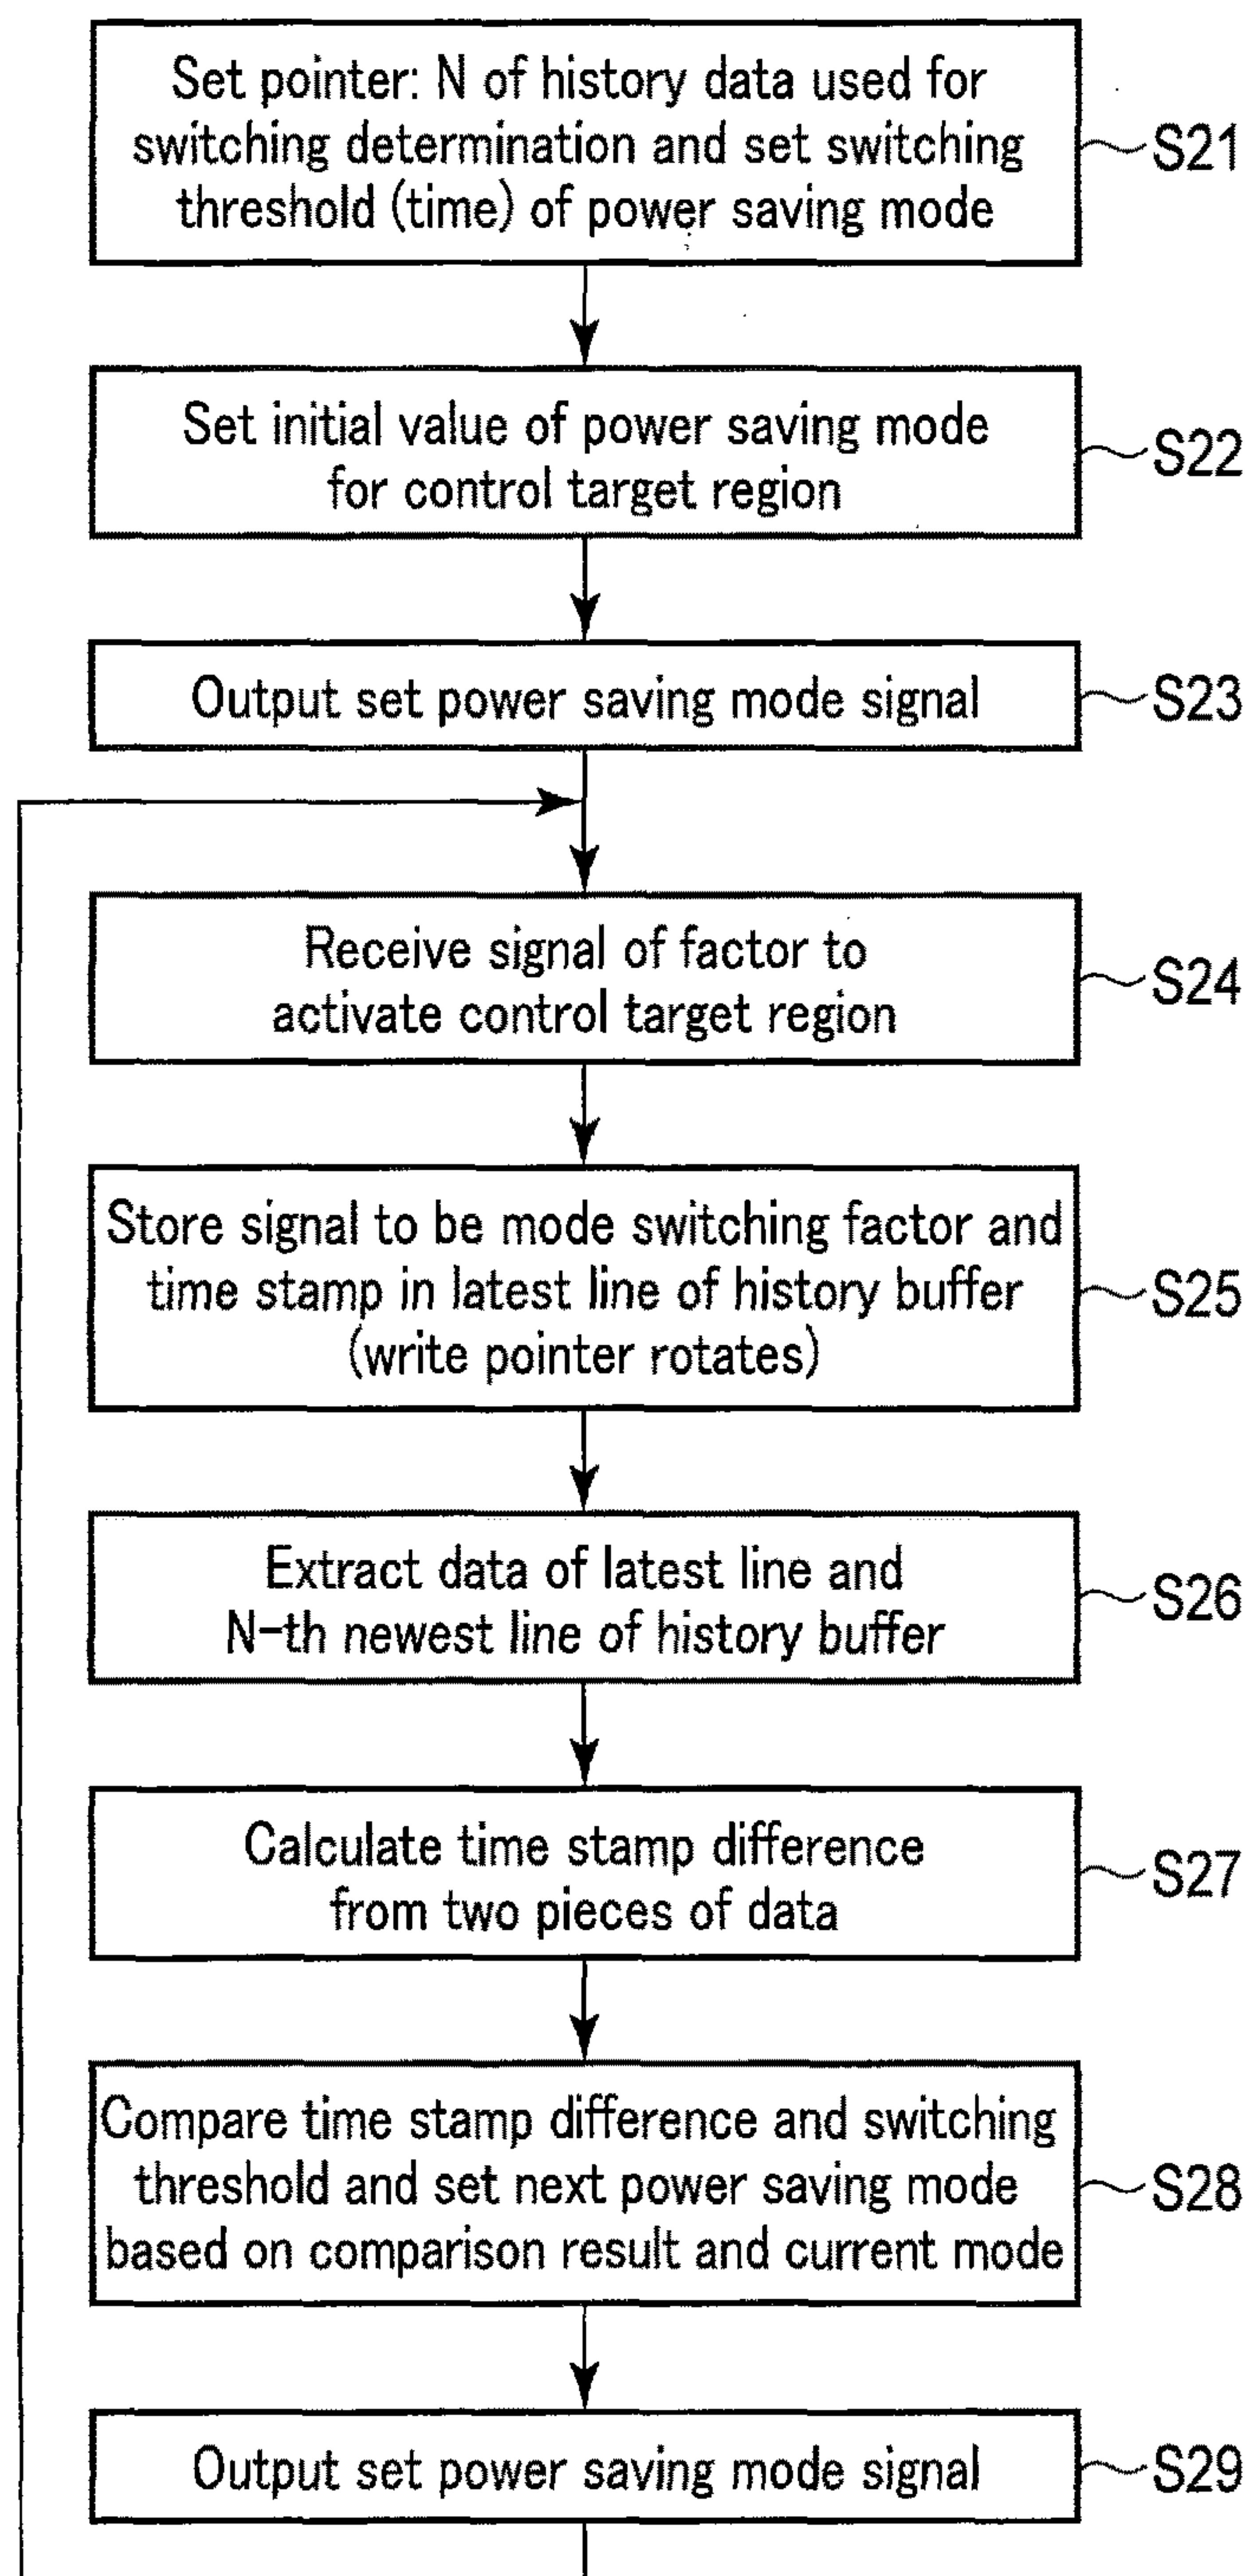 Set pointer: N of history data used for
switching determination and set switching
threshold (time) of power saving mode
S21
Set initial value of power saving mode
for control target region
S22
Output set power saving mode signal
S23
Receive signal of factor to
activate control target region
S24
Store signal to be mode switching factor and
time stamp in latest line of history buffer
(write pointer rotates)
S25
Extract data of latest line and
N-th newest line of history buffer
S26
Calculate time stamp difference
from two pieces of data
S27
Compare time stamp difference and switching
threshold and set next power saving mode
based on comparison result and current mode
S28
Output set power saving mode signal
S29